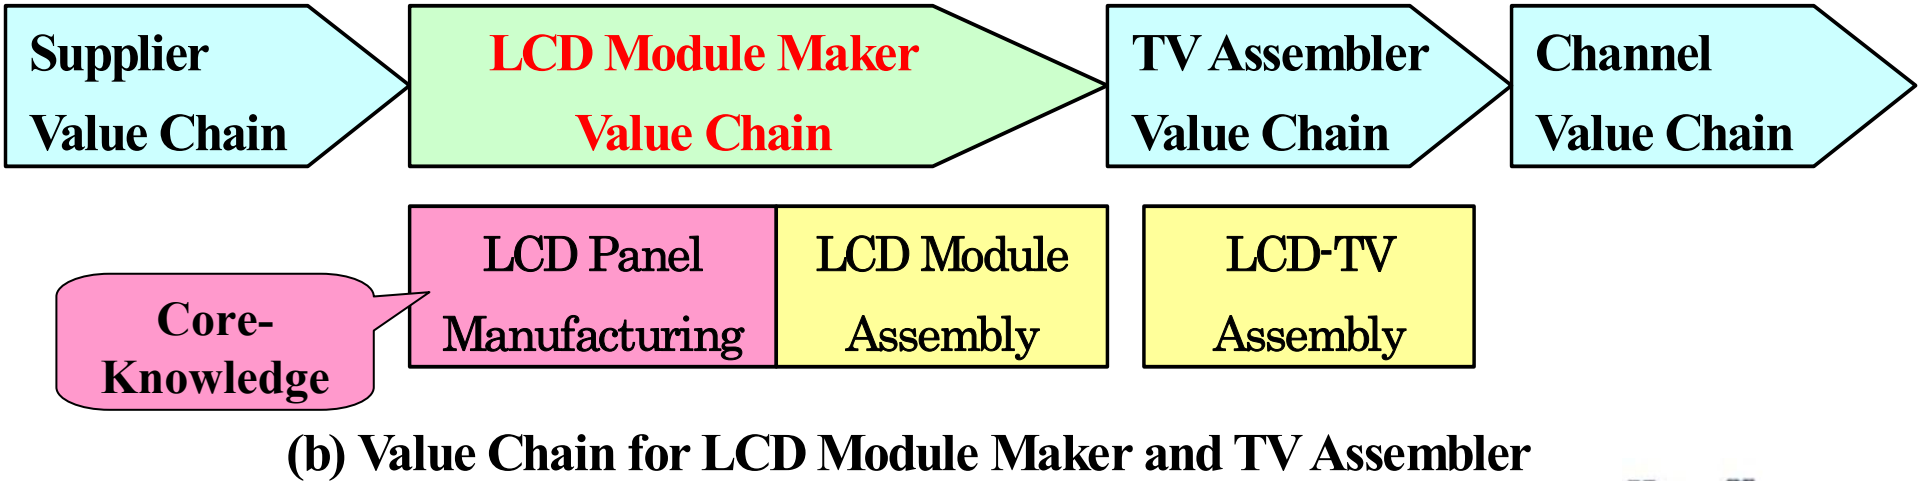 Supplier
Value Chain
LCD Module Maker
Value Chain
TV Assembler
Value Chain
Channel
Value Chain
LCD Panel
Manufacturing
LCD Module
Assembly
LCD-TV
Assembly
Core-
Knowledge
(b) Value Chain for LCD Module Maker and TV Assembler